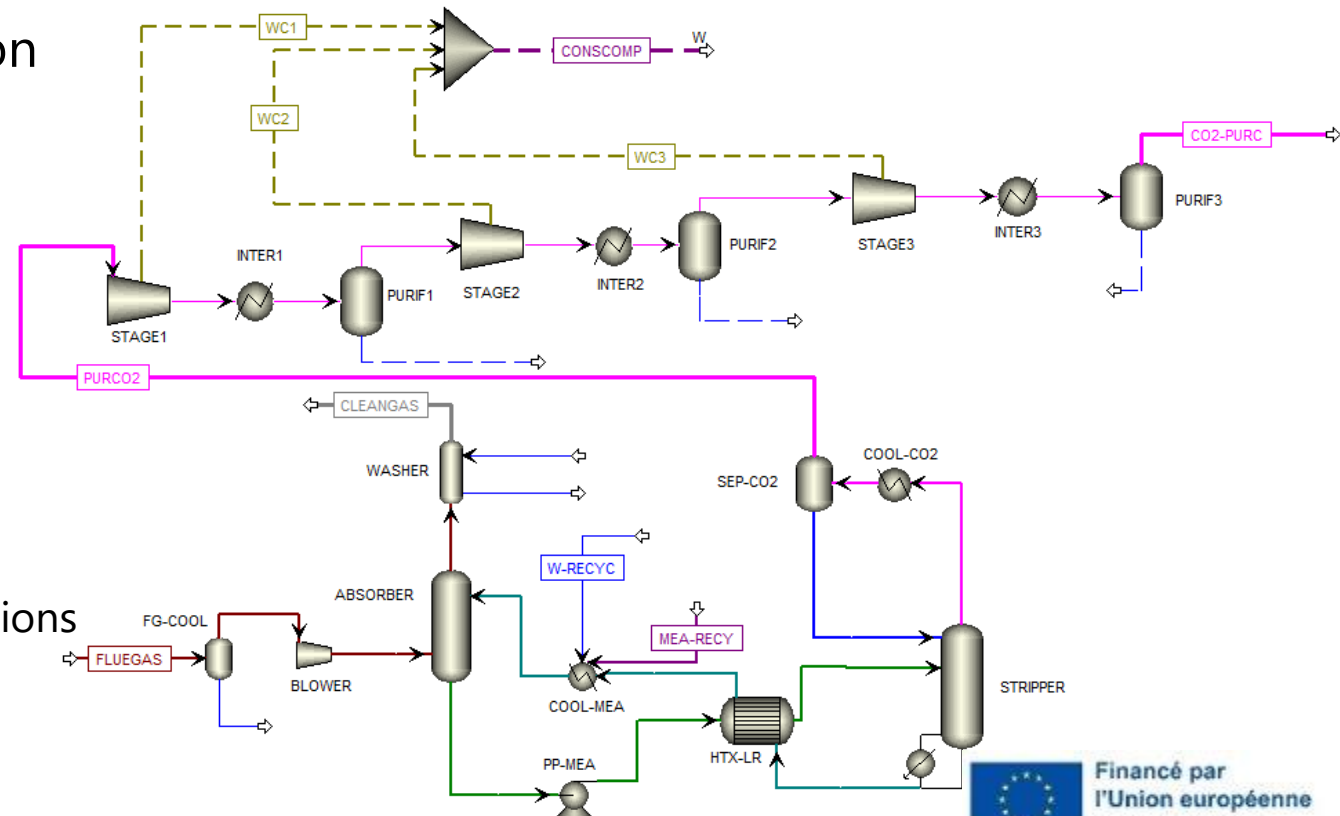 on
WC1
W
CONSCOMP
WC2
CO2-PURC
WC3
PURIF3
STAGE3
INTER3
PURIF2
INTER1
STAGE2
INTER2
PURIF1
STAGE1
PURCO2
CLEANGAS
WASHER
COOL-CO2
SEP-CO2
W-RECYC
ABSORBER
ions
FG-COOL
MEA-RECY
FLUEGAS
BLOWER
COOL-MEA
STRIPPER
HTX-LR
PP-MEA
Financé par
l'Union européenne